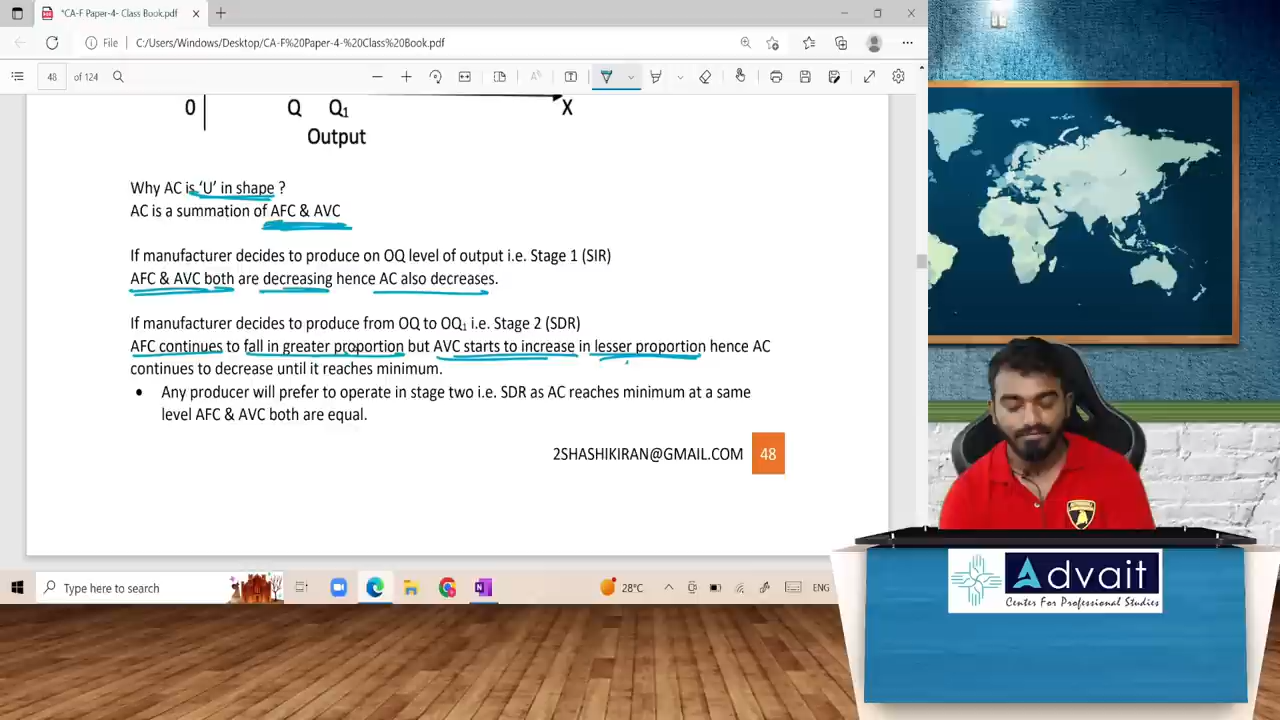 *CA-F Paper-4- Class Book.pdf
File
C:/Users/Windows/Desktop/CA-F%20Paper-4-%20Class%20Book.pdf
48 of 124
0 Q Q₁ X
Output
Why AC is ‘U’ in shape ?
AC is a summation of AFC & AVC
If manufacturer decides to produce on OQ level of output i.e. Stage 1 (SIR)
AFC & AVC both are decreasing hence AC also decreases.
If manufacturer decides to produce from OQ to OQ₁ i.e. Stage 2 (SDR)
AFC continues to fall in greater proportion but AVC starts to increase in lesser proportion hence AC
continues to decrease until it reaches minimum.
• Any producer will prefer to operate in stage two i.e. SDR as AC reaches minimum at a same
level AFC & AVC both are equal.
2SHASHIKIRAN@GMAIL.COM 48
Type here to search
28°C
ENG
Advait
Center For Professional Studies